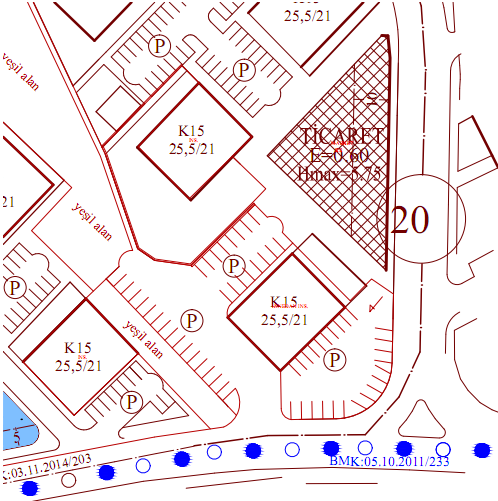 25,5/21
P
P
yeşil alan
10
K15
25,5/21
TİCARET
E=0.60
Hmax=5.75
21
yeşil alan
20
P
P
K15
25,5/21
P
K15
25,5/21
yeşil alan
P
P
5
K:03.11.2014/203
BMK:05.10.2011/233